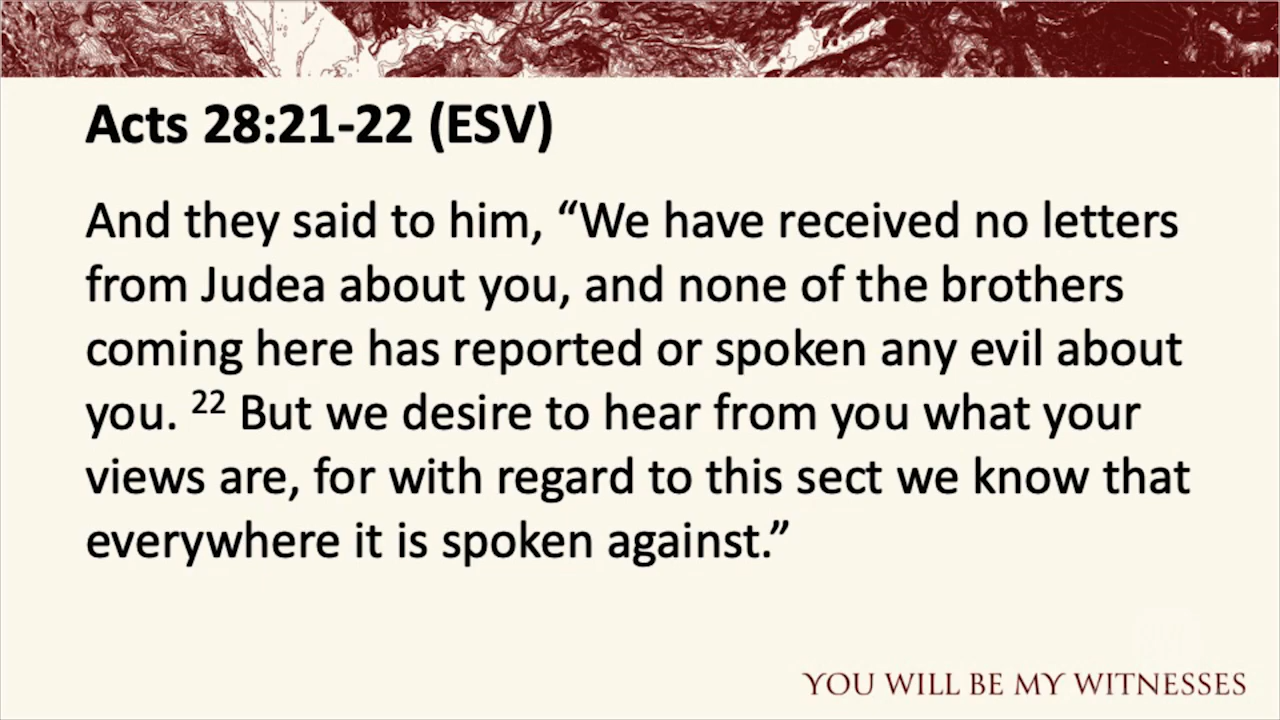 Acts 28:21-22 (ESV)
And they said to him, “We have received no letters
from Judea about you, and none of the brothers
coming here has reported or spoken any evil about
you. 22 But we desire to hear from you what your
views are, for with regard to this sect we know that
everywhere it is spoken against.”
YOU WILL BE MY WITNESSES